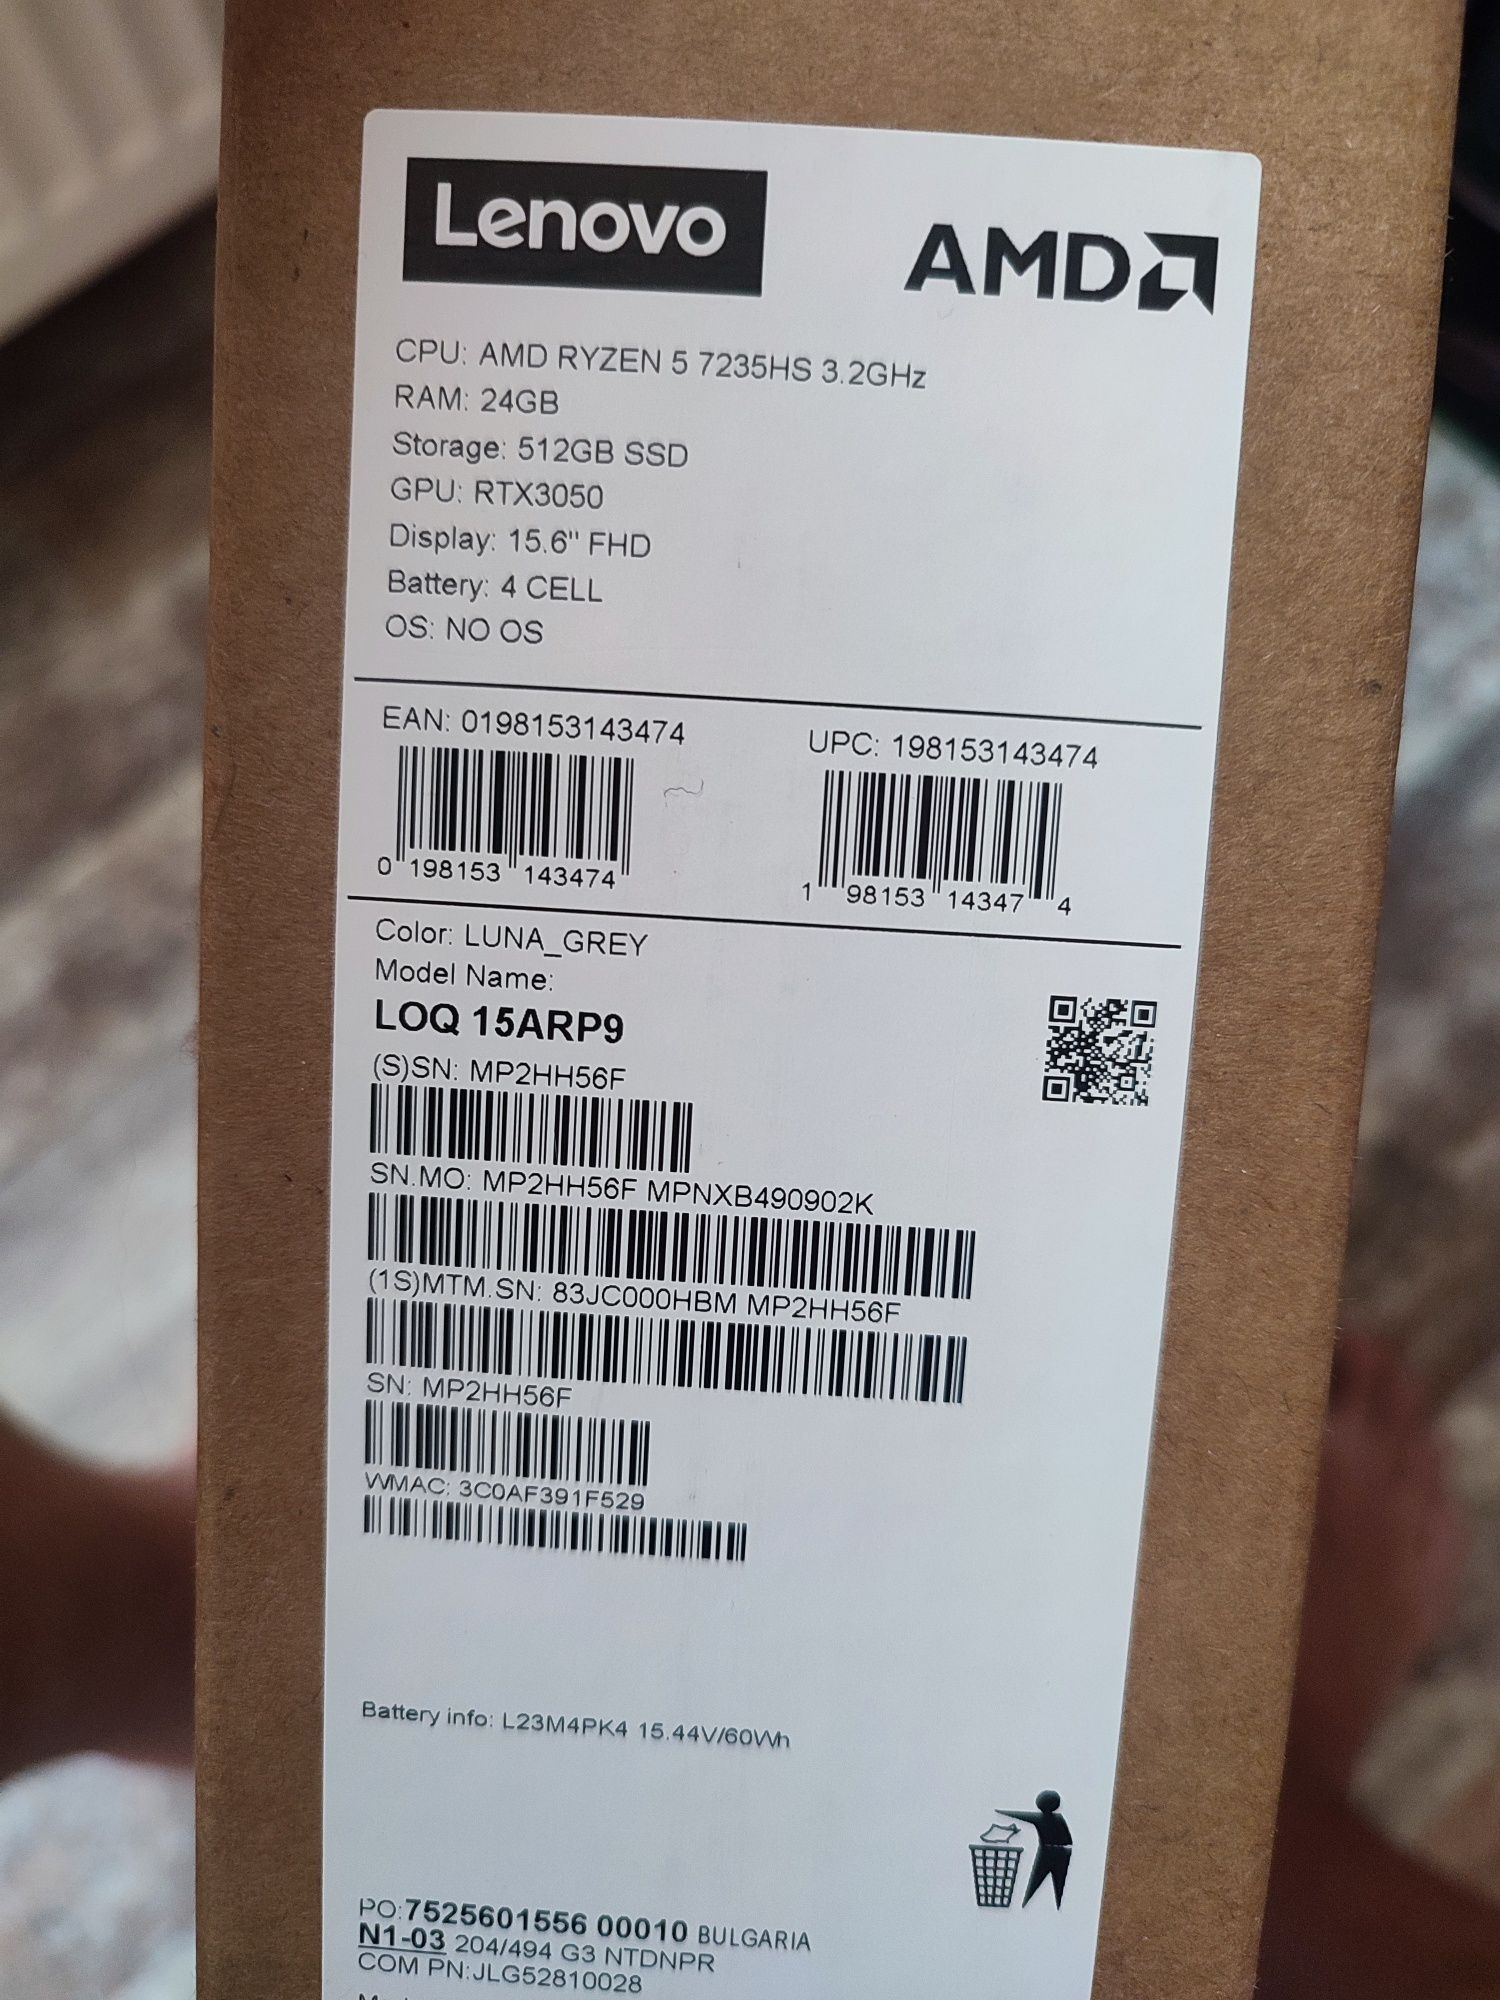 Lenovo
AMD
CPU: AMD RYZEN 5 7235HS 3.2GHz
RAM: 24GB
Storage: 512GB SSD
GPU: RTX3050
Display: 15.6" FHD
Battery: 4 CELL
OS: NO OS
EAN: 0198153143474
UPC: 198153143474
0 198153 143474
1 98153 14347 4
Color: LUNA_GREY
Model Name:
LOQ 15ARP9
(S)SN: MP2HH56F
SN.MO: MP2HH56F MPNXB490902K
(1S)MTM.SN: 83JC000HBM MP2HH56F
SN: MP2HH56F
WMAC: 3C0AF391F529
Battery info: L23M4PK4 15.44V/60Wh
PO:7525601556 00010 BULGARIA
N1-03 204/494 G3 NTDNPR
COM PN:JLG52810028